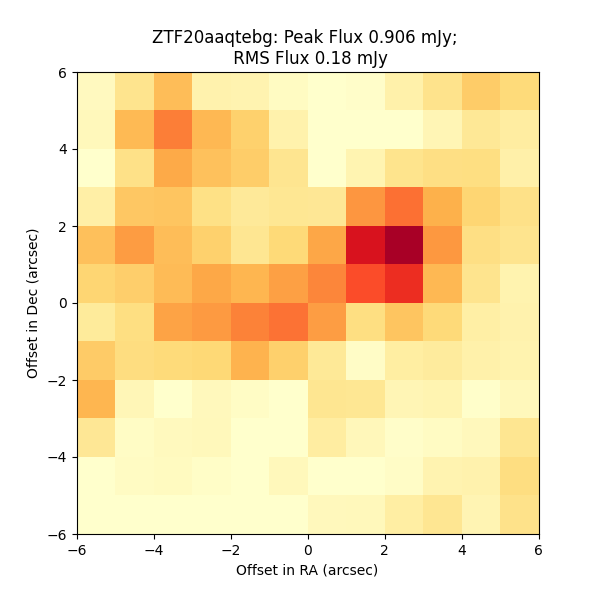 ZTF20aaqtebg: Peak Flux 0.906 mJy;
RMS Flux 0.18 mJy
6
4
2
0
−2
−4
−6
Offset in Dec (arcsec)
−6 −4 −2 0 2 4 6
Offset in RA (arcsec)